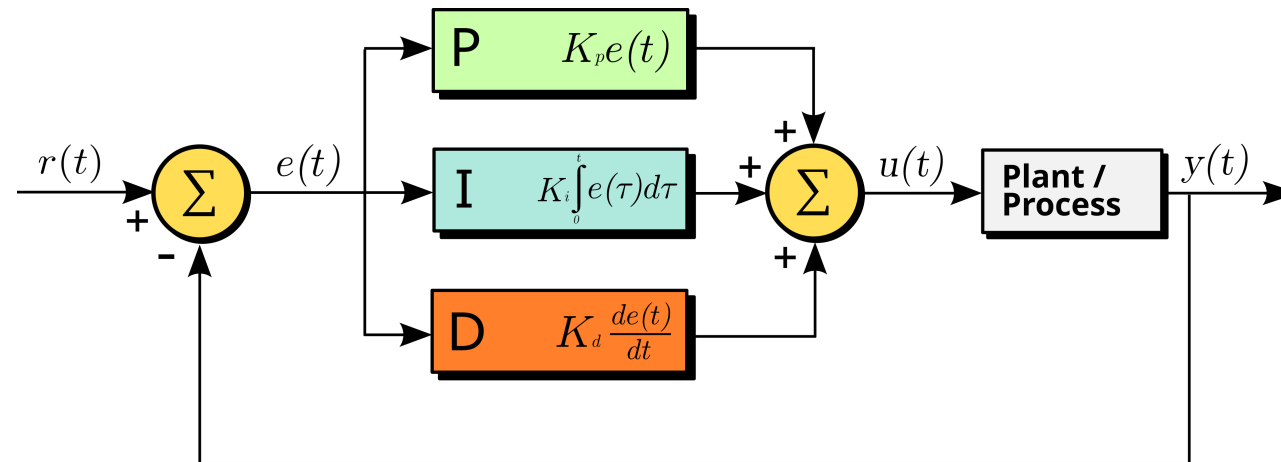 P K_p e(t)
r(t)
+
-
Σ
e(t)
I K_i ∫_0^t e(τ)dτ
D K_d de(t)/dt
+
+
+
Σ
u(t)
Plant /
Process
y(t)